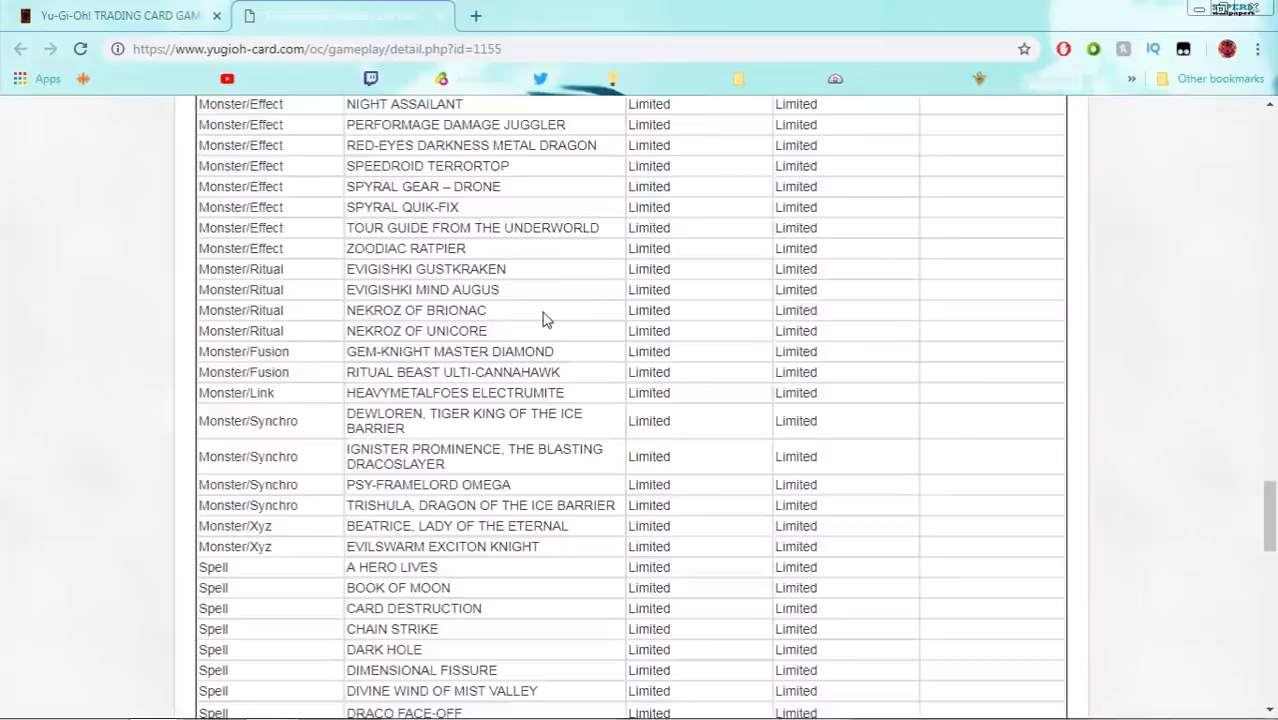 Yu-Gi-Oh! TRADING CARD GAM
https://www.yugioh-card.com/oc/gameplay/detail.php?id=1155
Apps
Other bookmarks
Monster/Effect NIGHT ASSAILANT Limited Limited
Monster/Effect PERFORMAGE DAMAGE JUGGLER Limited Limited
Monster/Effect RED-EYES DARKNESS METAL DRAGON Limited Limited
Monster/Effect SPEEDROID TERRORTOP Limited Limited
Monster/Effect SPYRAL GEAR – DRONE Limited Limited
Monster/Effect SPYRAL QUIK-FIX Limited Limited
Monster/Effect TOUR GUIDE FROM THE UNDERWORLD Limited Limited
Monster/Effect ZOODIAC RATPIER Limited Limited
Monster/Ritual EVIGISHKI GUSTKRAKEN Limited Limited
Monster/Ritual EVIGISHKI MIND AUGUS Limited Limited
Monster/Ritual NEKROZ OF BRIONAC Limited Limited
Monster/Ritual NEKROZ OF UNICORE Limited Limited
Monster/Fusion GEM-KNIGHT MASTER DIAMOND Limited Limited
Monster/Fusion RITUAL BEAST ULTI-CANNAHAWK Limited Limited
Monster/Link HEAVYMETALFOES ELECTRUMITE Limited Limited
Monster/Synchro DEWLOREN, TIGER KING OF THE ICE
BARRIER Limited Limited
Monster/Synchro IGNISTER PROMINENCE, THE BLASTING
DRACOSLAYER Limited Limited
Monster/Synchro PSY-FRAMELORD OMEGA Limited Limited
Monster/Synchro TRISHULA, DRAGON OF THE ICE BARRIER Limited Limited
Monster/Xyz BEATRICE, LADY OF THE ETERNAL Limited Limited
Monster/Xyz EVILSWARM EXCITON KNIGHT Limited Limited
Spell A HERO LIVES Limited Limited
Spell BOOK OF MOON Limited Limited
Spell CARD DESTRUCTION Limited Limited
Spell CHAIN STRIKE Limited Limited
Spell DARK HOLE Limited Limited
Spell DIMENSIONAL FISSURE Limited Limited
Spell DIVINE WIND OF MIST VALLEY Limited Limited
Spell DRACO FACE-OFF Limited Limited